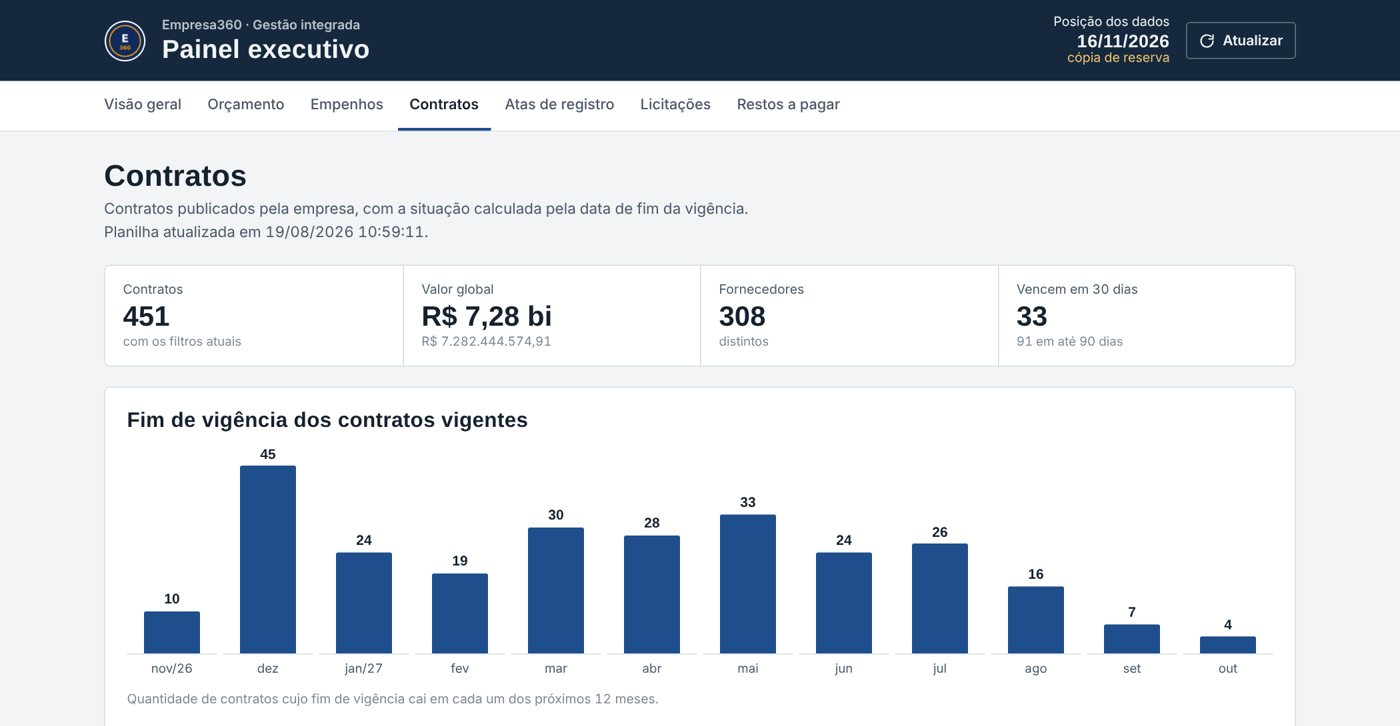 E
360
Empresa360 · Gestão integrada
Painel executivo
Posição dos dados
16/11/2026
cópia de reserva
Atualizar
Visão geral
Orçamento
Empenhos
Contratos
Atas de registro
Licitações
Restos a pagar
Contratos
Contratos publicados pela empresa, com a situação calculada pela data de fim da vigência.
Planilha atualizada em 19/08/2026 10:59:11.
Contratos
451
com os filtros atuais
Valor global
R$ 7,28 bi
R$ 7.282.444.574,91
Fornecedores
308
distintos
Vencem em 30 dias
33
91 em até 90 dias
Fim de vigência dos contratos vigentes
10
45
24
19
30
28
33
24
26
16
7
4
nov/26
dez
jan/27
fev
mar
abr
mai
jun
jul
ago
set
out
Quantidade de contratos cujo fim de vigência cai em cada um dos próximos 12 meses.